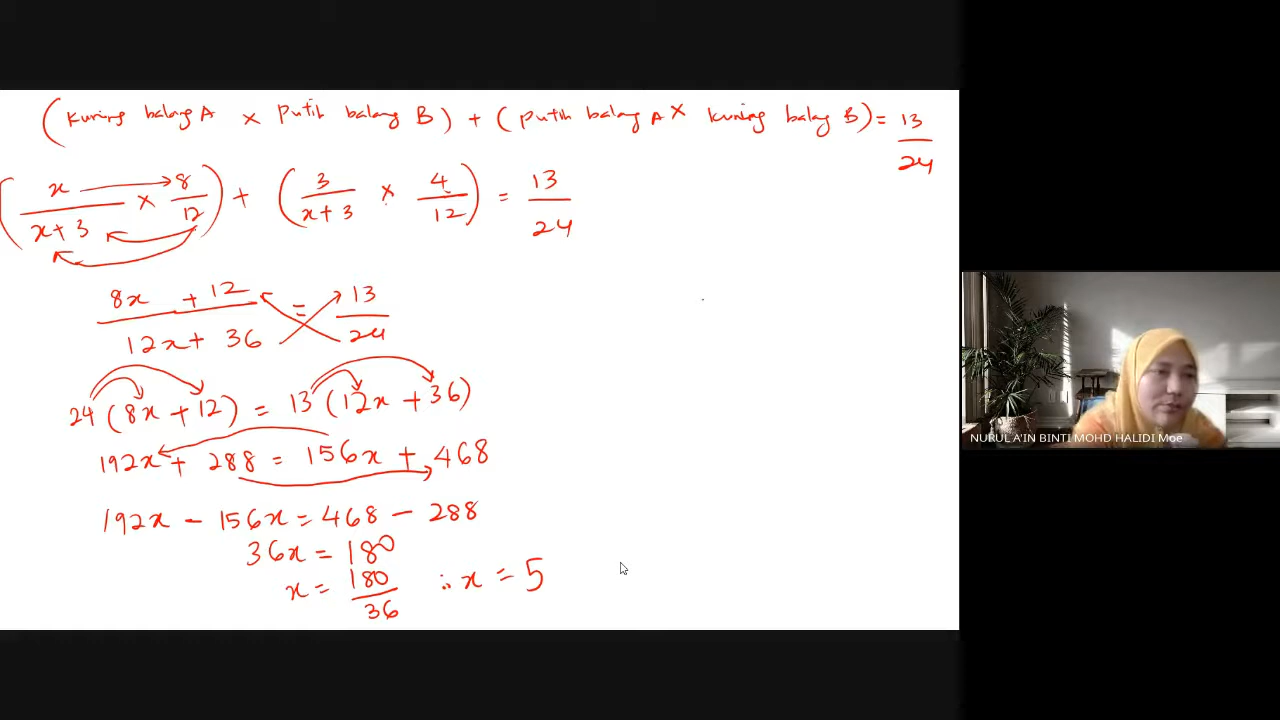 (kuning balang A × putih balang B) + (putih balang A × kuning balang B) = 13/24
(x/(x+3) × 8/12) + (3/(x+3) × 4/12) = 13/24
(8x + 12)/(12x + 36) = 13/24
24(8x + 12) = 13(12x + 36)
192x + 288 = 156x + 468
192x - 156x = 468 - 288
36x = 180
x = 180/36 ∴ x = 5
NURUL A'IN BINTI MOHD HALIDI Moe